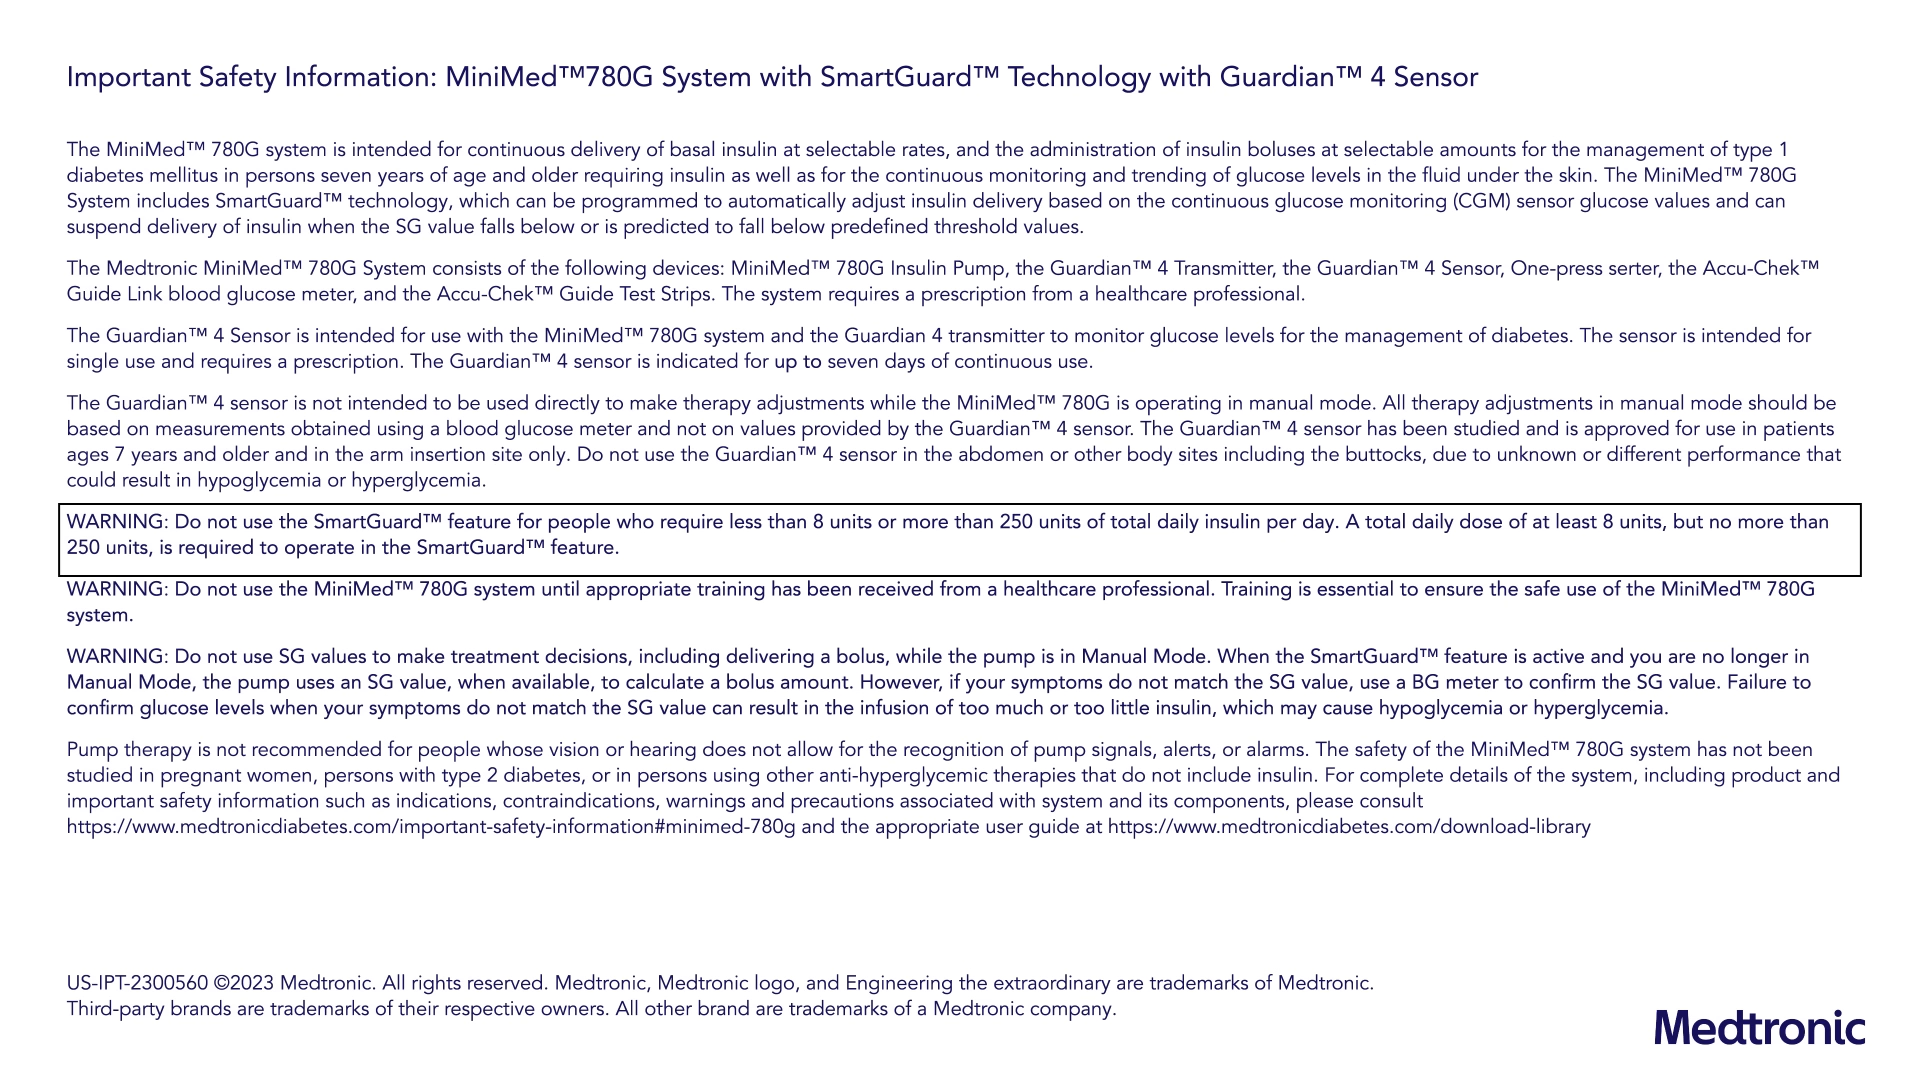 Important Safety Information: MiniMed™780G System with SmartGuard™ Technology with Guardian™ 4 Sensor
The MiniMed™ 780G system is intended for continuous delivery of basal insulin at selectable rates, and the administration of insulin boluses at selectable amounts for the management of type 1
diabetes mellitus in persons seven years of age and older requiring insulin as well as for the continuous monitoring and trending of glucose levels in the fluid under the skin. The MiniMed™ 780G
System includes SmartGuard™ technology, which can be programmed to automatically adjust insulin delivery based on the continuous glucose monitoring (CGM) sensor glucose values and can
suspend delivery of insulin when the SG value falls below or is predicted to fall below predefined threshold values.
The Medtronic MiniMed™ 780G System consists of the following devices: MiniMed™ 780G Insulin Pump, the Guardian™ 4 Transmitter, the Guardian™ 4 Sensor, One-press serter, the Accu-Chek™
Guide Link blood glucose meter, and the Accu-Chek™ Guide Test Strips. The system requires a prescription from a healthcare professional.
The Guardian™ 4 Sensor is intended for use with the MiniMed™ 780G system and the Guardian 4 transmitter to monitor glucose levels for the management of diabetes. The sensor is intended for
single use and requires a prescription. The Guardian™ 4 sensor is indicated for up to seven days of continuous use.
The Guardian™ 4 sensor is not intended to be used directly to make therapy adjustments while the MiniMed™ 780G is operating in manual mode. All therapy adjustments in manual mode should be
based on measurements obtained using a blood glucose meter and not on values provided by the Guardian™ 4 sensor. The Guardian™ 4 sensor has been studied and is approved for use in patients
ages 7 years and older and in the arm insertion site only. Do not use the Guardian™ 4 sensor in the abdomen or other body sites including the buttocks, due to unknown or different performance that
could result in hypoglycemia or hyperglycemia.
WARNING: Do not use the SmartGuard™ feature for people who require less than 8 units or more than 250 units of total daily insulin per day. A total daily dose of at least 8 units, but no more than
250 units, is required to operate in the SmartGuard™ feature.
WARNING: Do not use the MiniMed™ 780G system until appropriate training has been received from a healthcare professional. Training is essential to ensure the safe use of the MiniMed™ 780G
system.
WARNING: Do not use SG values to make treatment decisions, including delivering a bolus, while the pump is in Manual Mode. When the SmartGuard™ feature is active and you are no longer in
Manual Mode, the pump uses an SG value, when available, to calculate a bolus amount. However, if your symptoms do not match the SG value, use a BG meter to confirm the SG value. Failure to
confirm glucose levels when your symptoms do not match the SG value can result in the infusion of too much or too little insulin, which may cause hypoglycemia or hyperglycemia.
Pump therapy is not recommended for people whose vision or hearing does not allow for the recognition of pump signals, alerts, or alarms. The safety of the MiniMed™ 780G system has not been
studied in pregnant women, persons with type 2 diabetes, or in persons using other anti-hyperglycemic therapies that do not include insulin. For complete details of the system, including product and
important safety information such as indications, contraindications, warnings and precautions associated with system and its components, please consult
https://www.medtronicdiabetes.com/important-safety-information#minimed-780g and the appropriate user guide at https://www.medtronicdiabetes.com/download-library
US-IPT-2300560 ©2023 Medtronic. All rights reserved. Medtronic, Medtronic logo, and Engineering the extraordinary are trademarks of Medtronic.
Third-party brands are trademarks of their respective owners. All other brand are trademarks of a Medtronic company.
Medtronic